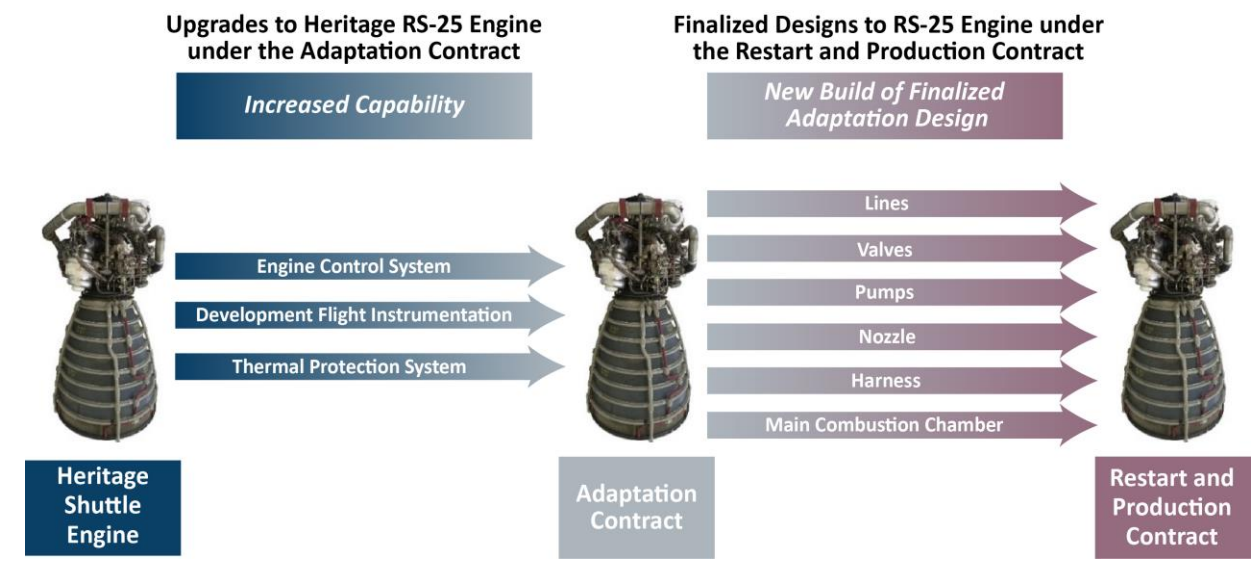 Upgrades to Heritage RS-25 Engine
under the Adaptation Contract
Increased Capability
Engine Control System
Development Flight Instrumentation
Thermal Protection System
Finalized Designs to RS-25 Engine under
the Restart and Production Contract
New Build of Finalized
Adaptation Design
Lines
Valves
Pumps
Nozzle
Harness
Main Combustion Chamber
Heritage
Shuttle
Engine
Adaptation
Contract
Restart and
Production
Contract